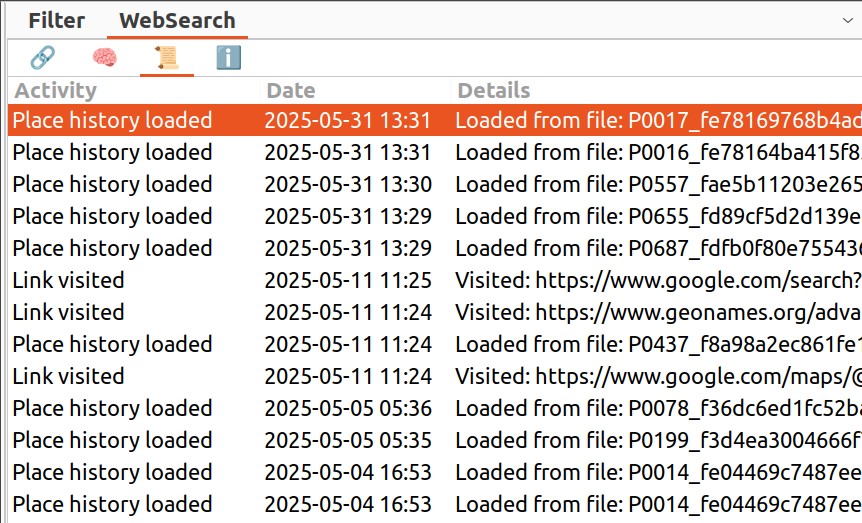 Filter WebSearch
Activity Date Details
Place history loaded 2025-05-31 13:31 Loaded from file: P0017_fe78169768b4ad
Place history loaded 2025-05-31 13:31 Loaded from file: P0016_fe78164ba415f8
Place history loaded 2025-05-31 13:30 Loaded from file: P0557_fae5b11203e265
Place history loaded 2025-05-31 13:29 Loaded from file: P0655_fd89cf5d2d139e
Place history loaded 2025-05-31 13:29 Loaded from file: P0687_fdfb0f80e75543
Link visited 2025-05-11 11:25 Visited: https://www.google.com/search?
Link visited 2025-05-11 11:24 Visited: https://www.geonames.org/adva
Place history loaded 2025-05-11 11:24 Loaded from file: P0437_f8a98a2ec861fe1
Link visited 2025-05-11 11:24 Visited: https://www.google.com/maps/@
Place history loaded 2025-05-05 05:36 Loaded from file: P0078_f36dc6ed1fc52ba
Place history loaded 2025-05-05 05:35 Loaded from file: P0199_f3d4ea3004666f
Place history loaded 2025-05-04 16:53 Loaded from file: P0014_fe04469c7487ee
Place history loaded 2025-05-04 16:53 Loaded from file: P0014_fe04469c7487ee